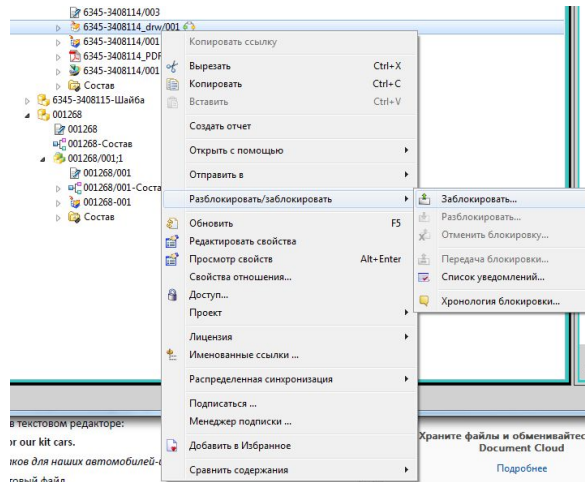 6345-3408114/003
6345-3408114_drw/001
6345-3408114/001
6345-3408114_PDF
6345-3408114/001
Состав
6345-3408115-Шайба
001268
001268
001268-Состав
001268/001;1
001268/001
001268/001-Соста
001268-001
Состав
Копировать ссылку
Вырезать Ctrl+X
Копировать Ctrl+C
Вставить Ctrl+V
Создать отчет
Открыть с помощью
Отправить в
Разблокировать/заблокировать
Обновить F5
Редактировать свойства
Просмотр свойств Alt+Enter
Свойства отношения...
Доступ...
Проект
Лицензия
Именованные ссылки ...
Распределенная синхронизация
Подписаться ...
Менеджер подписки ...
Добавить в Избранное
Сравнить содержания
Заблокировать...
Разблокировать...
Отменить блокировку...
Передача блокировки...
Список уведомлений...
Хронология блокировки...
в текстовом редакторе:
or our kit cars.
для наших автомобилей-
файл
Храните файлы и обменивайтес
Document Cloud
Подробнее